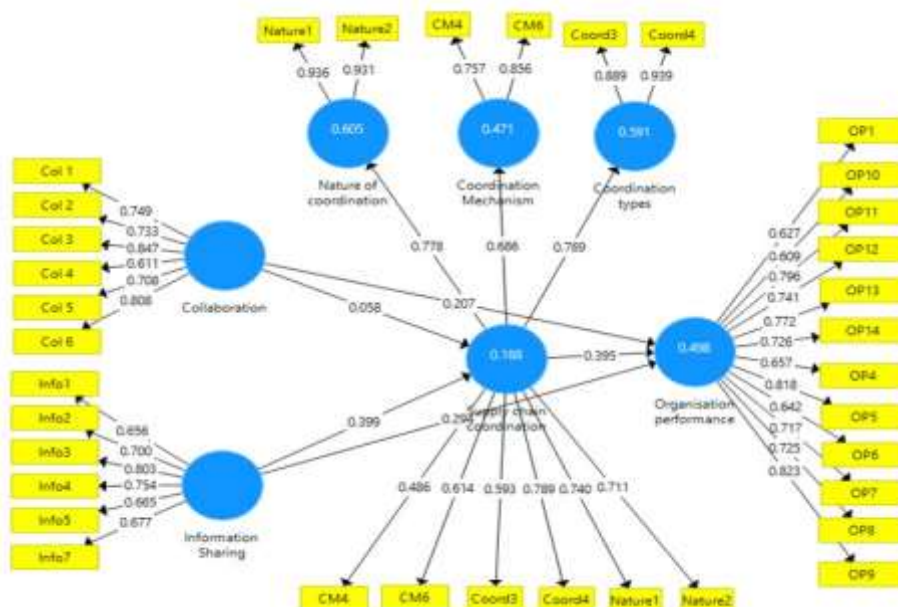 Nature1
Nature2
CM4
CM6
Coord3
Coord4
0.936
0.931
0.757
0.856
0.889
0.939
0.605
0.471
0.591
Nature of
coordination
Coordination
Mechanism
Coordination
types
Col 1
Col 2
Col 3
Col 4
Col 5
Col 6
0.749
0.733
0.847
0.611
0.708
0.808
Collaboration
0.778
0.686
0.789
0.058
0.207
0.188
0.395
0.498
Supply chain
Coordination
Organisation
performance
OP1
OP10
OP11
OP12
OP13
OP14
OP4
OP5
OP6
OP7
OP8
OP9
0.627
0.609
0.796
0.741
0.772
0.726
0.657
0.818
0.642
0.717
0.725
0.823
Info1
Info2
Info3
Info4
Info5
Info7
0.656
0.700
0.803
0.754
0.665
0.677
Information
Sharing
0.399
0.294
0.486
0.614
0.593
0.789
0.740
0.711
CM4
CM6
Coord3
Coord4
Nature1
Nature2